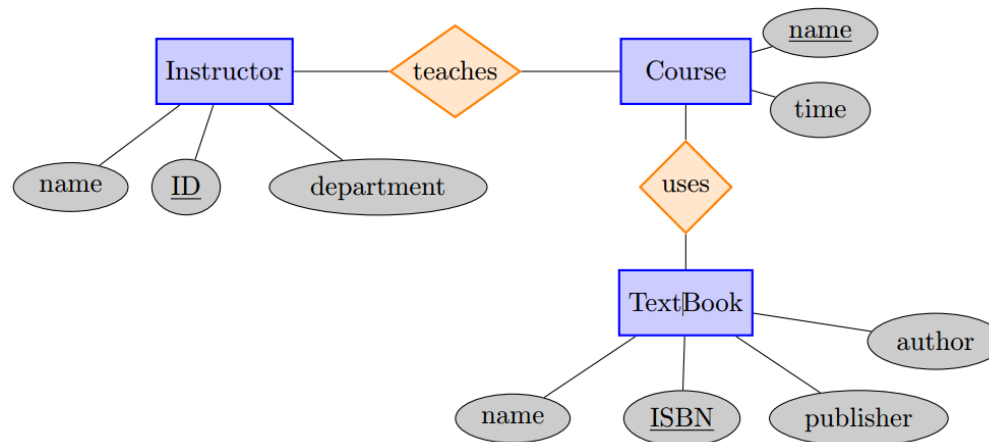 name
Instructor
teaches
Course
time
name
ID
department
uses
TextBook
author
name
ISBN
publisher